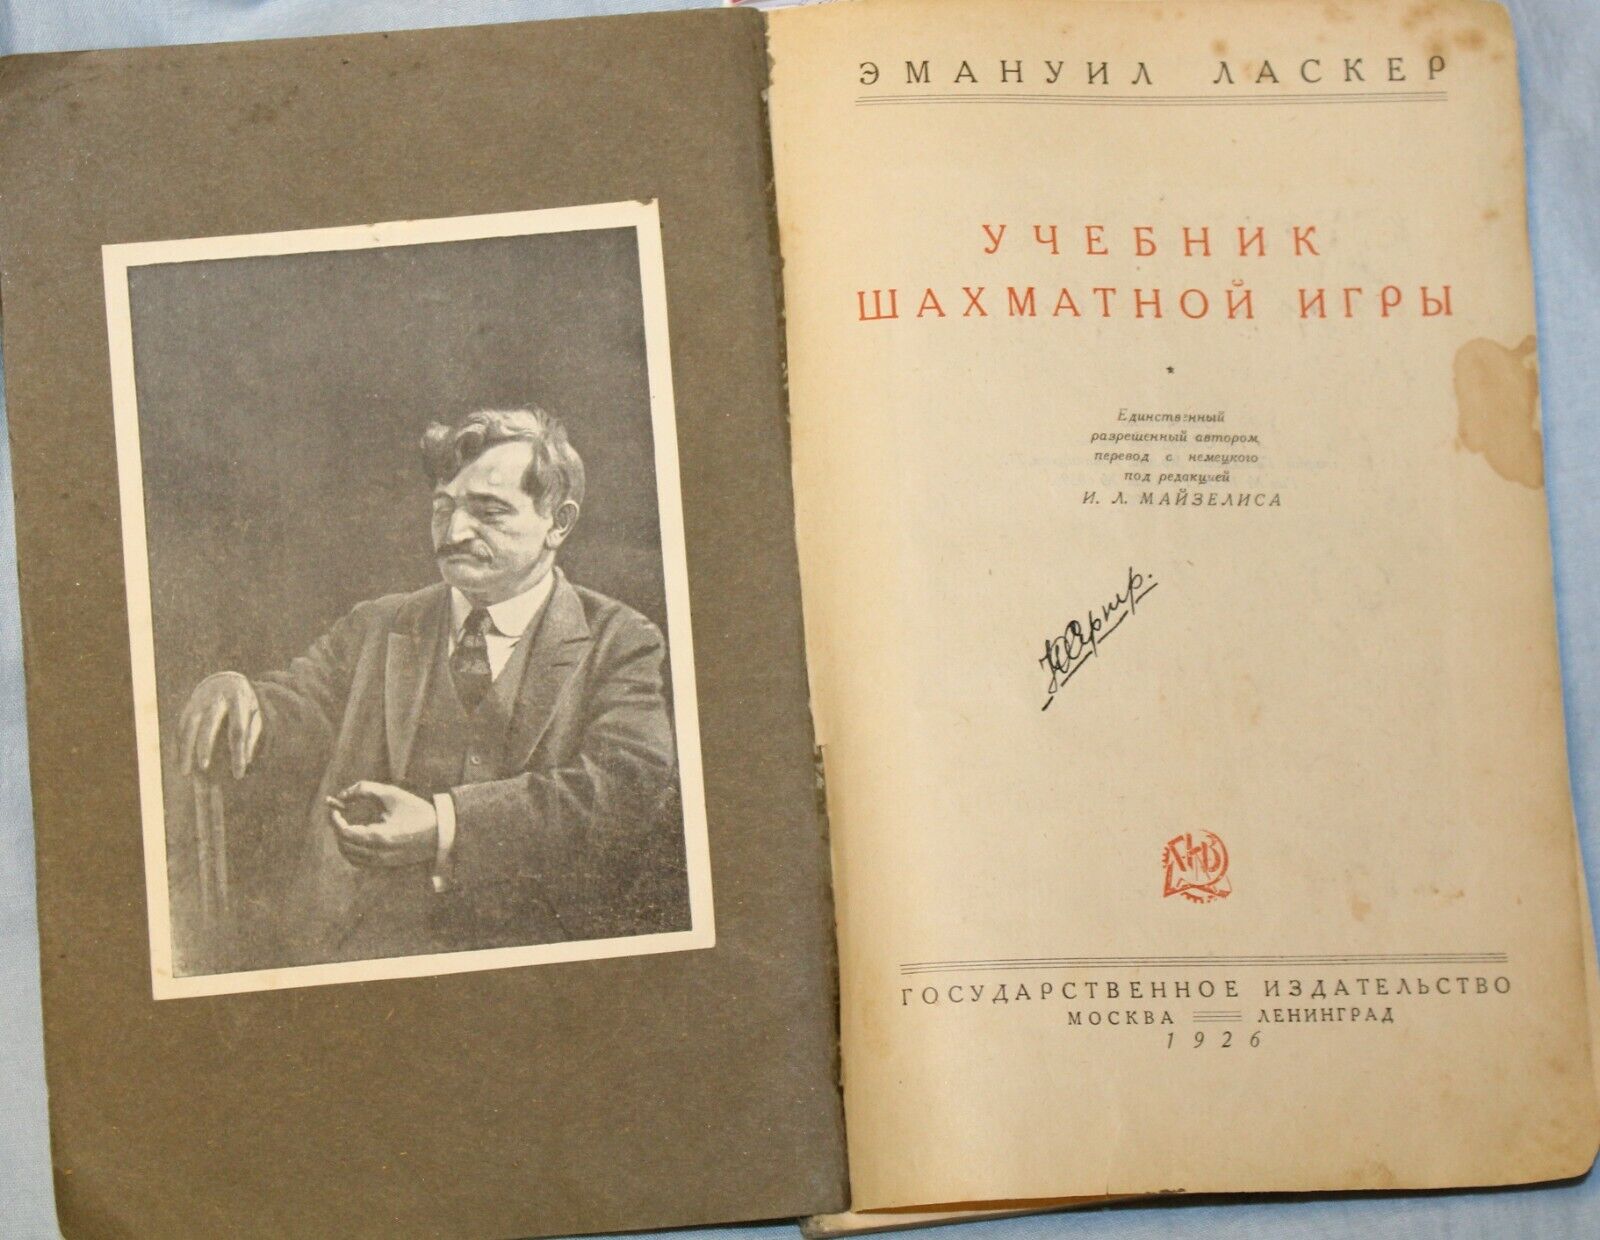 ЭМАНУИЛ ЛАСКЕР
УЧЕБНИК
ШАХМАТНОЙ ИГРЫ
Единственный
разрешенный автором
перевод с немецкого
под редакцией
И. Л. МАЙЗЕЛИСА
ГОСУДАРСТВЕННОЕ ИЗДАТЕЛЬСТВО
МОСКВА ЛЕНИНГРАД
1926